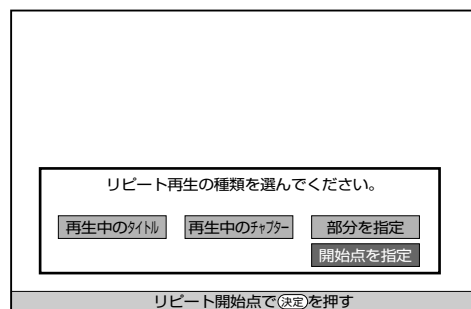 リピート再生の種類を選んでください。
再生中のﾀｲﾄﾙ 再生中のﾁｬﾌﾟﾀｰ 部分を指定
開始点を指定
リピート開始点で決定を押す